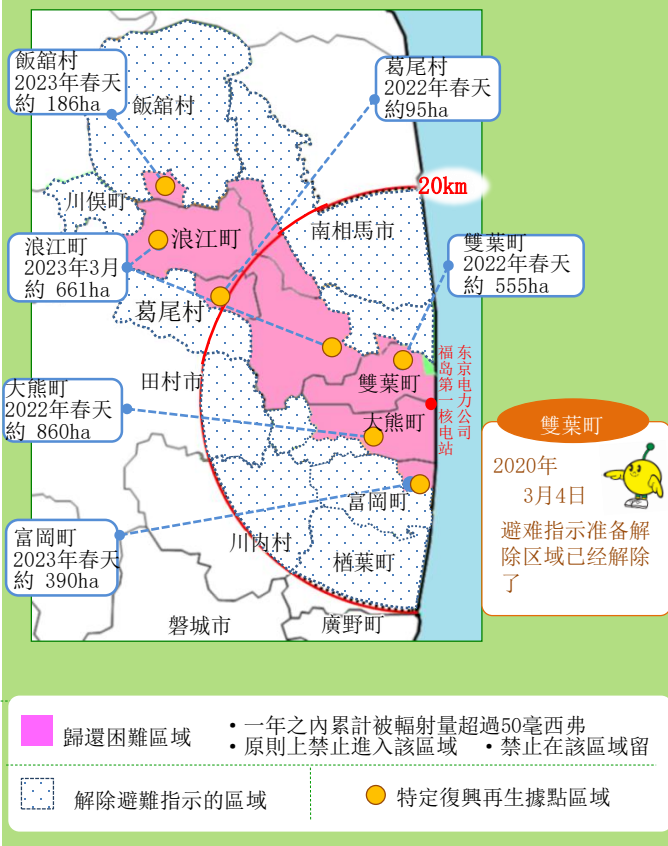 飯舘村
2023年春天
約 186ha
飯舘村
葛尾村
2022年春天
約95ha
川俣町
20km
浪江町
南相馬市
浪江町
2023年3月
約 661ha
雙葉町
2022年春天
約 555ha
葛尾村
田村市
雙葉町
大熊町
东京电力公司
福岛第一核电站
大熊町
2022年春天
約 860ha
雙葉町
2020年
3月4日
避难指示准备解
除区域已经解除
了
富岡町
富岡町
2023年春天
約 390ha
川内村
楢葉町
磐城市
廣野町
歸還困難區域
・一年之內累計被輻射量超過50毫西弗
・原則上禁止進入該區域 ・禁止在該區域留
解除避難指示的區域
特定復興再生據點區域